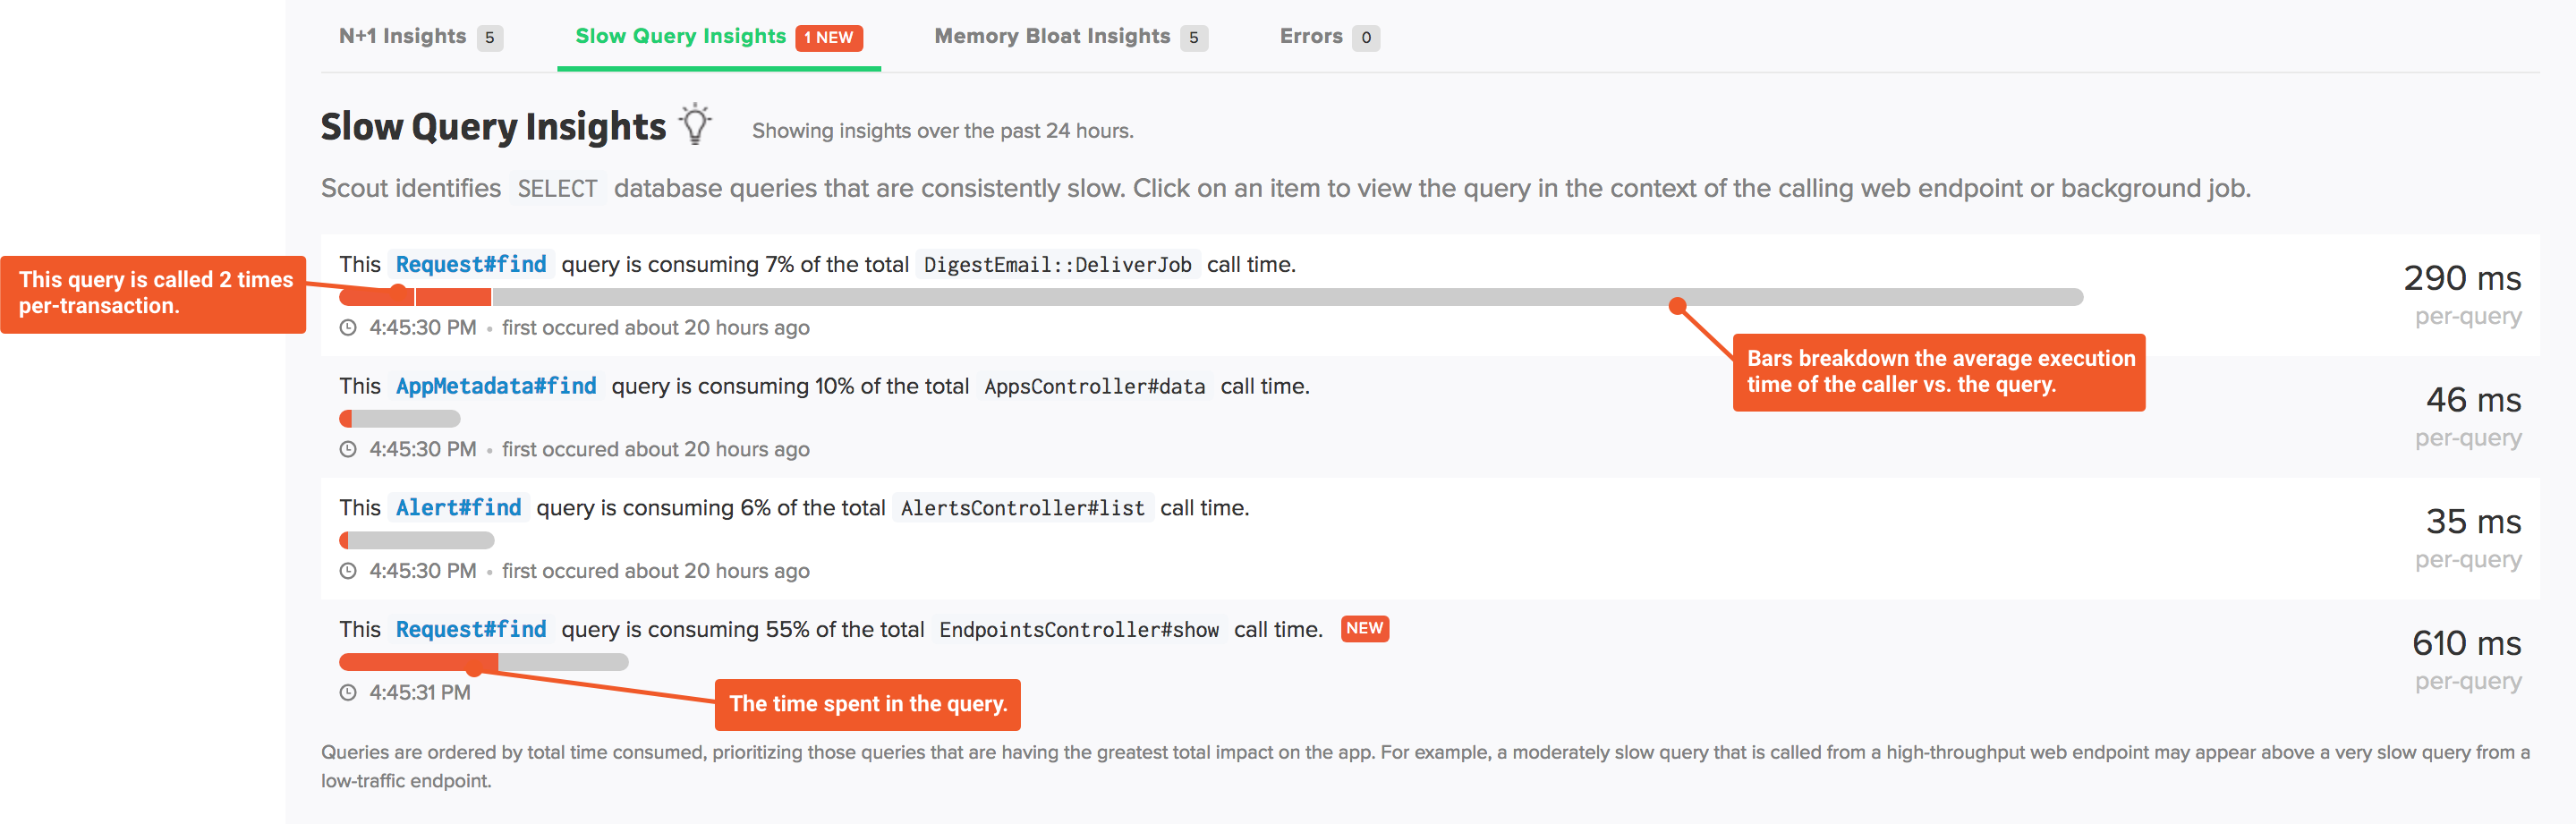 N+1 Insights 5 Slow Query Insights 1 NEW Memory Bloat Insights 5 Errors 0
Slow Query Insights Showing insights over the past 24 hours.
Scout identifies SELECT database queries that are consistently slow. Click on an item to view the query in the context of the calling web endpoint or background job.
This query is called 2 times
per-transaction.
This Request#find query is consuming 7% of the total DigestEmail::DeliverJob call time.
4:45:30 PM • first occured about 20 hours ago
290 ms
per-query
Bars breakdown the average execution
time of the caller vs. the query.
This AppMetadata#find query is consuming 10% of the total AppsController#data call time.
4:45:30 PM • first occured about 20 hours ago
46 ms
per-query
This Alert#find query is consuming 6% of the total AlertsController#list call time.
4:45:30 PM • first occured about 20 hours ago
35 ms
per-query
This Request#find query is consuming 55% of the total EndpointsController#show call time. NEW
4:45:31 PM
610 ms
per-query
The time spent in the query.
Queries are ordered by total time consumed, prioritizing those queries that are having the greatest total impact on the app. For example, a moderately slow query that is called from a high-throughput web endpoint may appear above a very slow query from a
low-traffic endpoint.